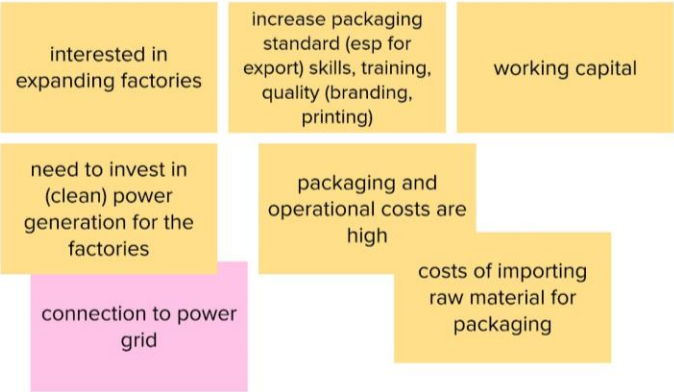 interested in
expanding factories
increase packaging
standard (esp for
export) skills, training,
quality (branding,
printing)
working capital
need to invest in
(clean) power
generation for the
factories
packaging and
operational costs are
high
connection to power
grid
costs of importing
raw material for
packaging